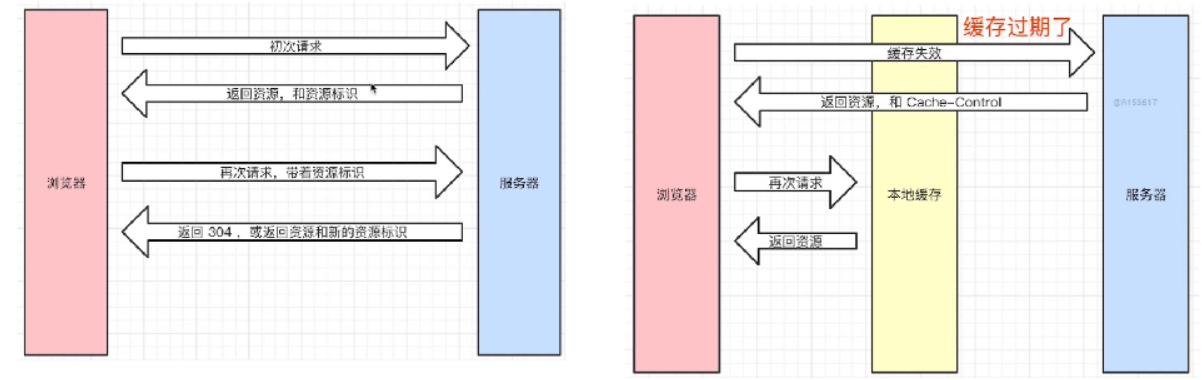 初次请求
返回资源，和资源标识
再次请求，带着资源标识
返回 304 ，或返回资源和新的资源标识
浏览器
服务器
缓存过期了
缓存失效
返回资源，和 Cache-Control
再次请求
返回资源
浏览器
本地缓存
服务器